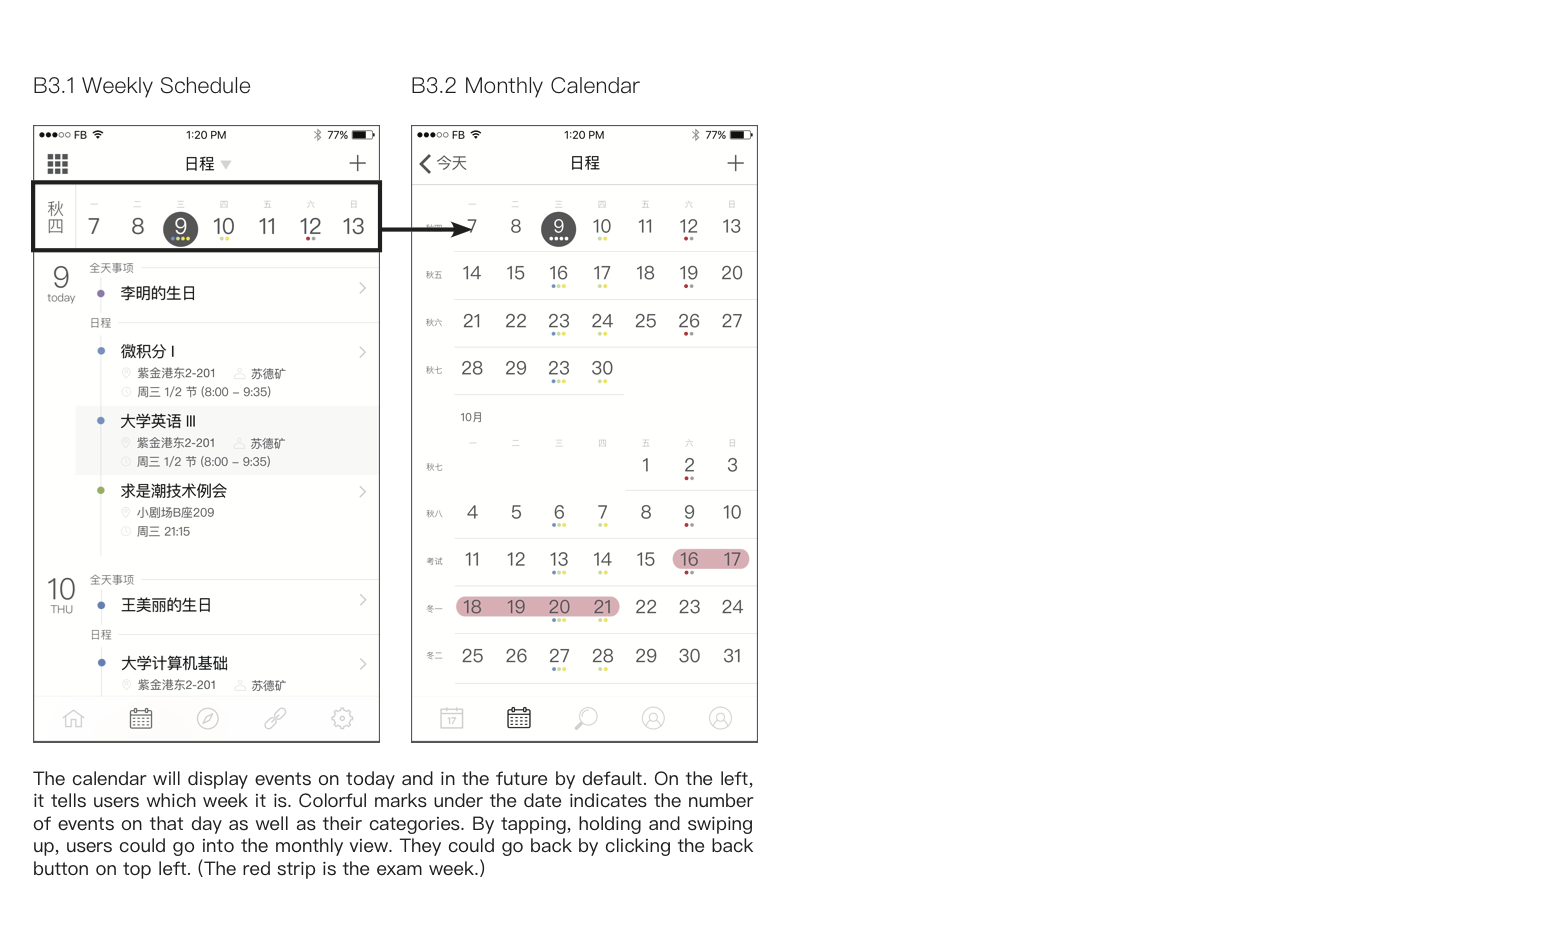 B3.1 Weekly Schedule
FB
1:20 PM
77%
日程
秋四
一 二 三 四 五 六 日
7 8 9 10 11 12 13
9
today
全天事项
李明的生日
日程
微积分 I
紫金港东2-201 苏德矿
周三 1/2 节 (8:00 – 9:35)
大学英语 III
紫金港东2-201 苏德矿
周三 1/2 节 (8:00 – 9:35)
求是潮技术例会
小剧场B座209
周三 21:15
10
THU
全天事项
王美丽的生日
日程
大学计算机基础
紫金港东2-201 苏德矿
B3.2 Monthly Calendar
FB
1:20 PM
77%
今天
日程
一 二 三 四 五 六 日
7 8 9 10 11 12 13
秋五 14 15 16 17 18 19 20
秋六 21 22 23 24 25 26 27
秋七 28 29 23 30
10月
一 二 三 四 五 六 日
秋七 1 2 3
秋八 4 5 6 7 8 9 10
考试 11 12 13 14 15 16 17
冬一 18 19 20 21 22 23 24
冬二 25 26 27 28 29 30 31
17
The calendar will display events on today and in the future by default. On the left,
it tells users which week it is. Colorful marks under the date indicates the number
of events on that day as well as their categories. By tapping, holding and swiping
up, users could go into the monthly view. They could go back by clicking the back
button on top left. (The red strip is the exam week.)